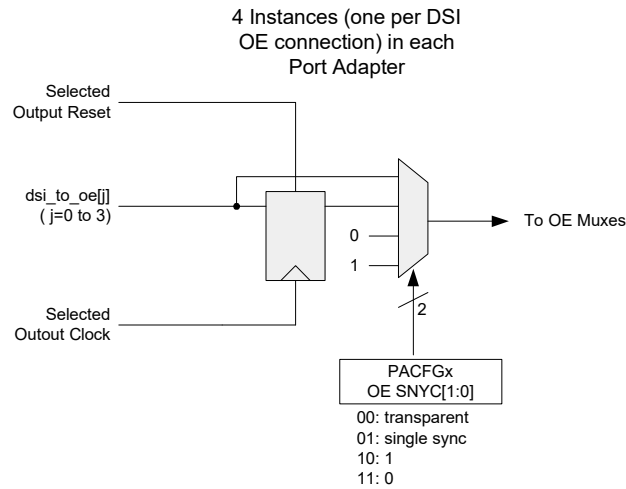 4 Instances (one per DSI
OE connection) in each
Port Adapter
Selected
Output Reset
dsi_to_oe[j]
( j=0 to 3)
0
1
To OE Muxes
Selected
Outout Clock
2
PACFGx
OE SNYC[1:0]
00: transparent
01: single sync
10: 1
11: 0